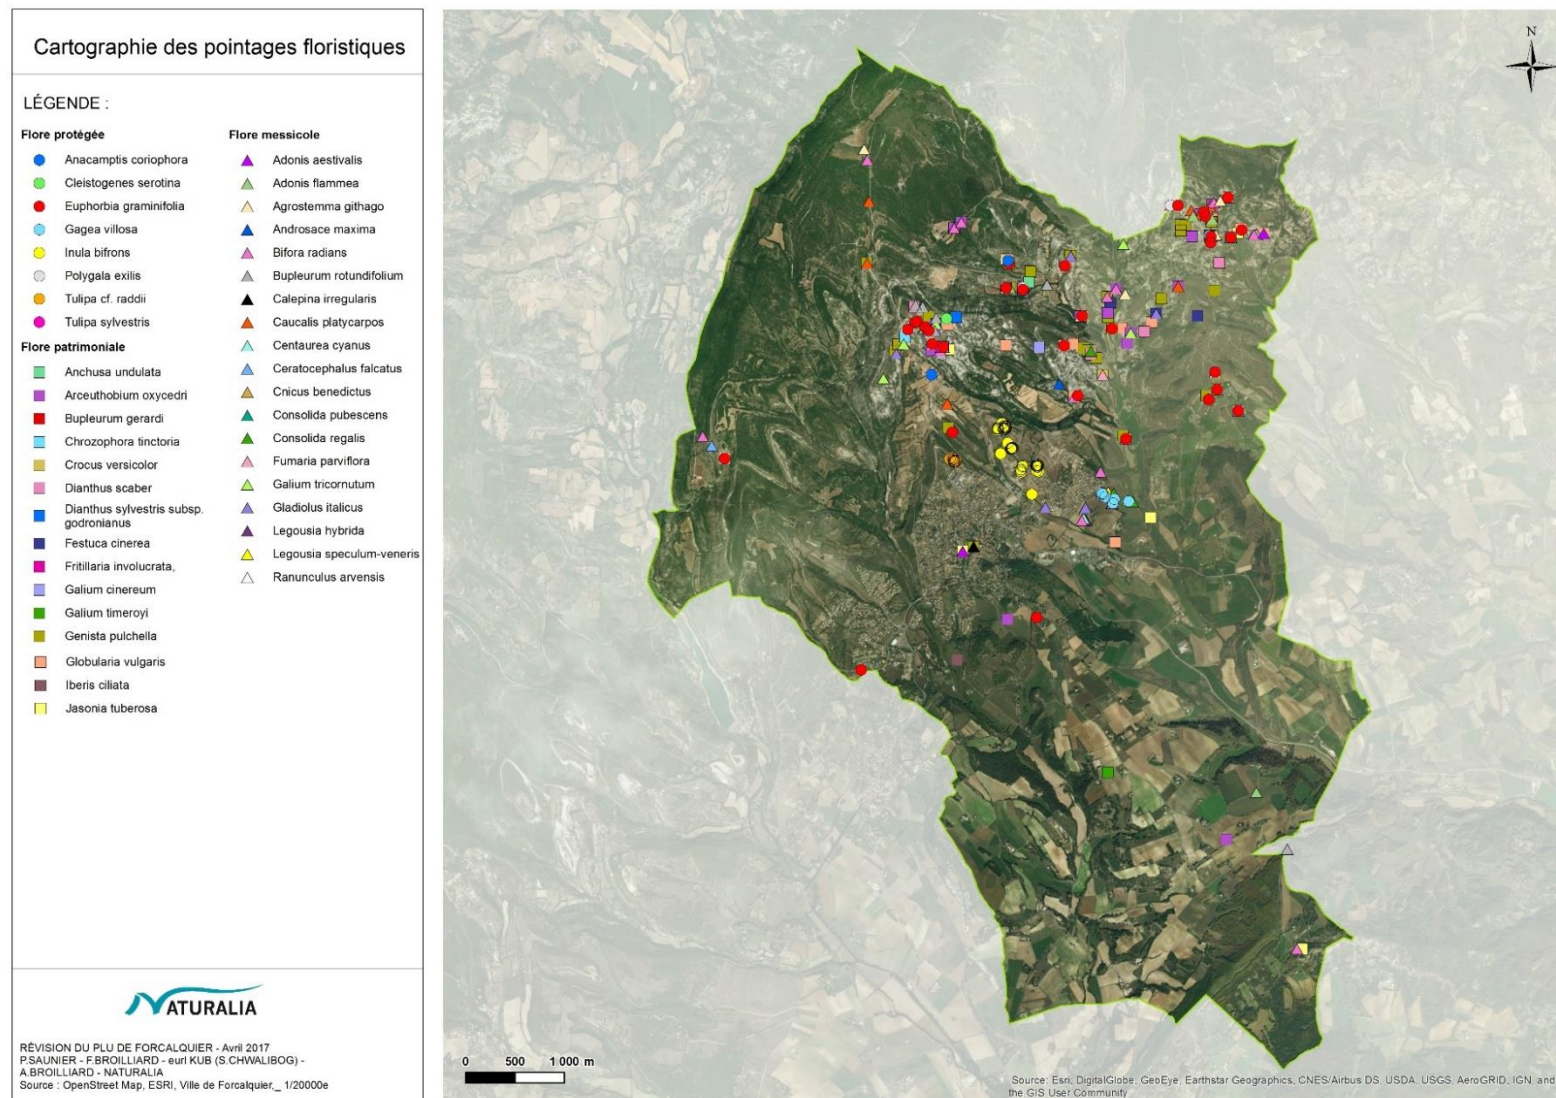 Cartographie des pointages floristiques
LÉGENDE :
Flore protégée
Anacamptis coriophora
Cleistogenes serotina
Euphorbia graminifolia
Gagea villosa
Inula bifrons
Polygala exilis
Tulipa cf. raddii
Tulipa sylvestris
Flore patrimoniale
Anchusa undulata
Arceuthobium oxycedri
Bupleurum gerardi
Chrozophora tinctoria
Crocus versicolor
Dianthus scaber
Dianthus sylvestris subsp.
godronianus
Festuca cinerea
Fritillaria involucrata,
Galium cinereum
Galium timeroyi
Genista pulchella
Globularia vulgaris
Iberis ciliata
Jasonia tuberosa
Flore messicole
Adonis aestivalis
Adonis flammea
Agrostemma githago
Androsace maxima
Bifora radians
Bupleurum rotundifolium
Calepina irregularis
Caucalis platycarpos
Centaurea cyanus
Ceratocephalus falcatus
Cnicus benedictus
Consolida pubescens
Consolida regalis
Fumaria parviflora
Galium tricornutum
Gladiolus italicus
Legousia hybrida
Legousia speculum-veneris
Ranunculus arvensis
NATURALIA
RÉVISION DU PLU DE FORCALQUIER - Avril 2017
P.SAUNIER - F.BROILLIARD - eurl KUB (S.CHWALIBOG) -
A.BROILLIARD - NATURALIA
Source : OpenStreet Map, ESRI, Ville de Forcalquier,_ 1/20000e
N
0 500 1 000 m
Source: Esri, DigitalGlobe, GeoEye, Earthstar Geographics, CNES/Airbus DS, USDA, USGS, AeroGRID, IGN, and
the GIS User Community